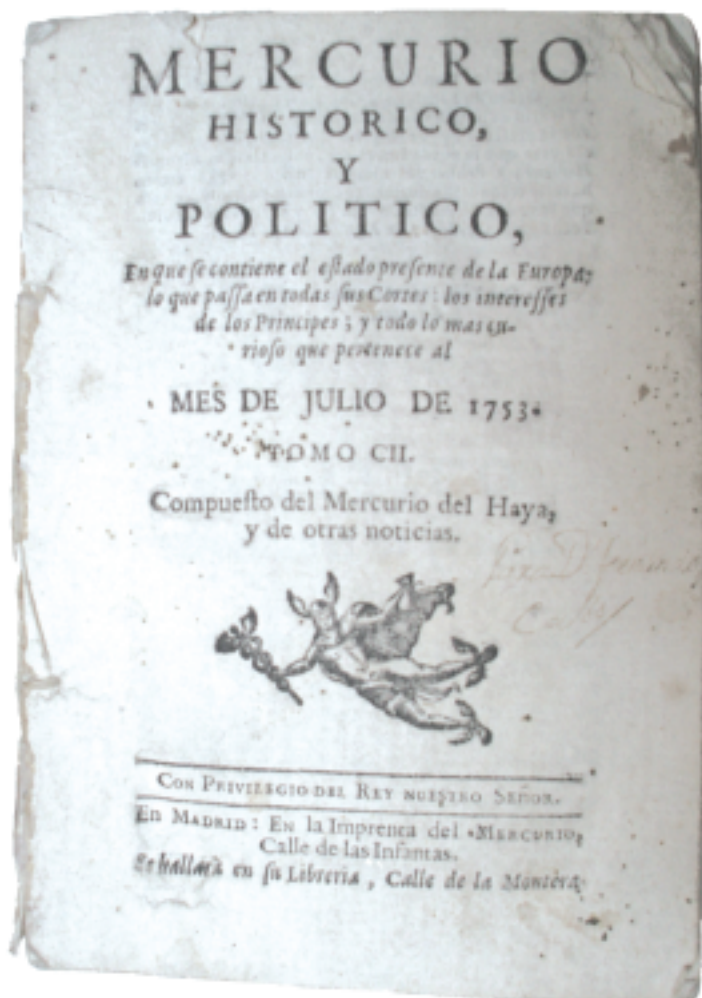 MERCURIO
HISTORICO,
Y
POLITICO,
En que se contiene el estado presente de la Europa;
lo que passa en todas sus Cortes: los interesses
de los Principes; y todo lo mas cu-
rioso que pertenece al
MES DE JULIO DE 1753.
TOMO CII.
Compuesto del Mercurio del Haya,
y de otras noticias.
CON PRIVILEGIO DEL REY NUESTRO SEÑOR.
En MADRID: En la Imprenta del MERCURIO,
Calle de las Infantas.
Se hallará en su Libreria, Calle de la Montera.